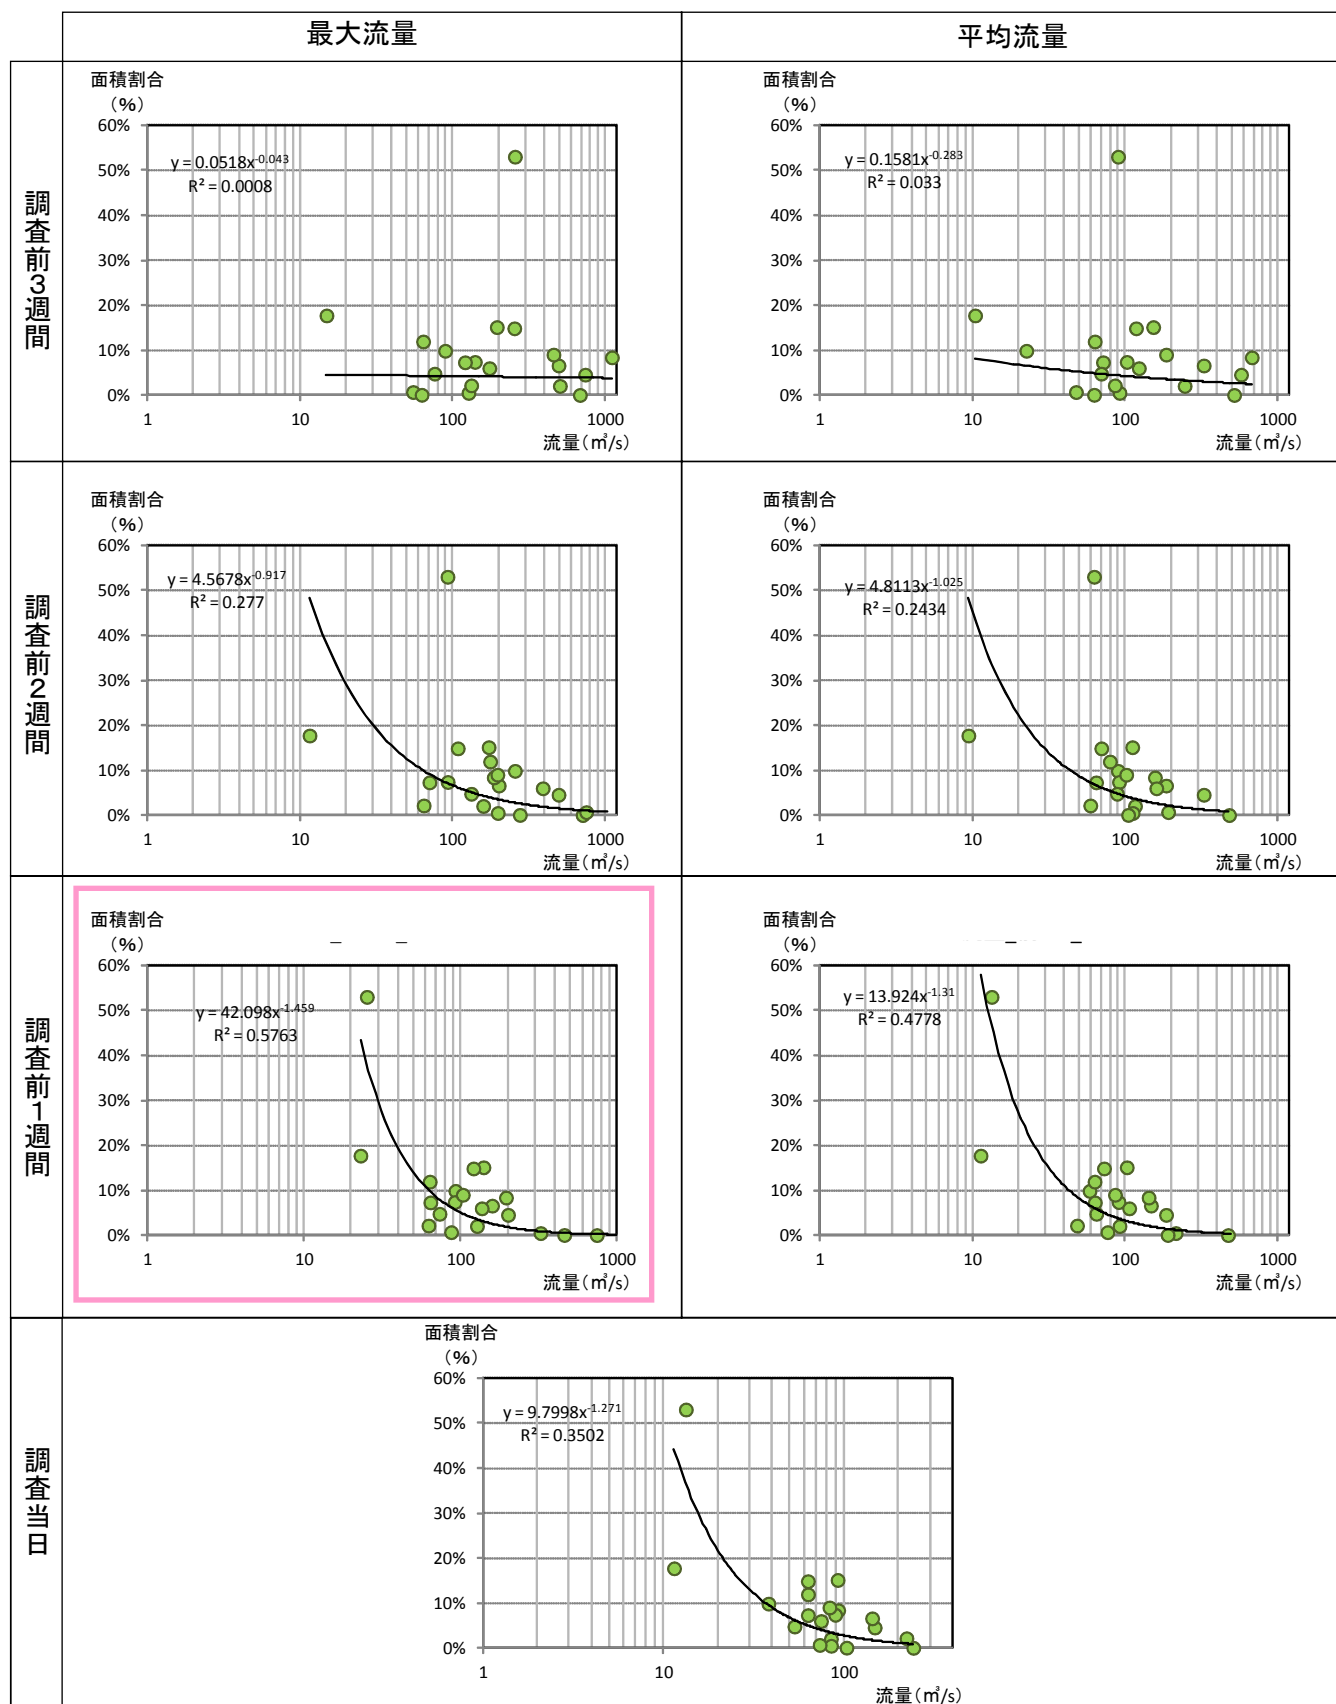 最大流量
平均流量
調査前3週間
面積割合
(%)
60%
50%
40%
30%
20%
10%
0%
y = 0.0518x^-0.043
R² = 0.0008
1 10 100 1000
流量(㎥/s)
面積割合
(%)
60%
50%
40%
30%
20%
10%
0%
y = 0.1581x^-0.283
R² = 0.033
1 10 100 1000
流量(㎥/s)
調査前2週間
面積割合
(%)
60%
50%
40%
30%
20%
10%
0%
y = 4.5678x^-0.917
R² = 0.277
1 10 100 1000
流量(㎥/s)
面積割合
(%)
60%
50%
40%
30%
20%
10%
0%
y = 4.8113x^-1.025
R² = 0.2434
1 10 100 1000
流量(㎥/s)
調査前1週間
面積割合
(%)
60%
50%
40%
30%
20%
10%
0%
y = 42.098x^-1.459
R² = 0.5763
1 10 100 1000
流量(㎥/s)
面積割合
(%)
60%
50%
40%
30%
20%
10%
0%
y = 13.924x^-1.31
R² = 0.4778
1 10 100 1000
流量(㎥/s)
調査当日
面積割合
(%)
60%
50%
40%
30%
20%
10%
0%
y = 9.7998x^-1.271
R² = 0.3502
1 10 100
流量(㎥/s)